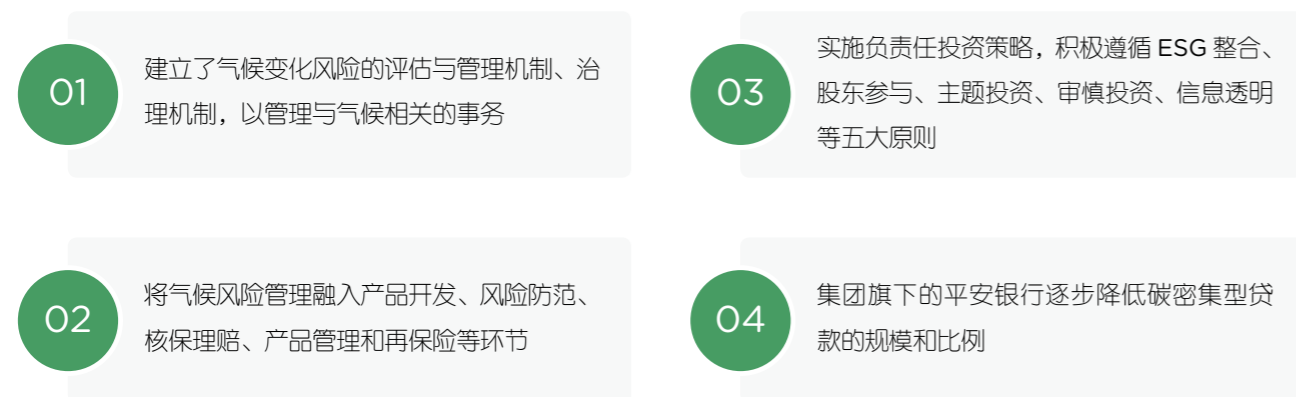 01
建立了气候变化风险的评估与管理机制、治
理机制，以管理与气候相关的事务
02
将气候风险管理融入产品开发、风险防范、
核保理赔、产品管理和再保险等环节
03
实施负责任投资策略，积极遵循 ESG 整合、
股东参与、主题投资、审慎投资、信息透明
等五大原则
04
集团旗下的平安银行逐步降低碳密集型贷
款的规模和比例